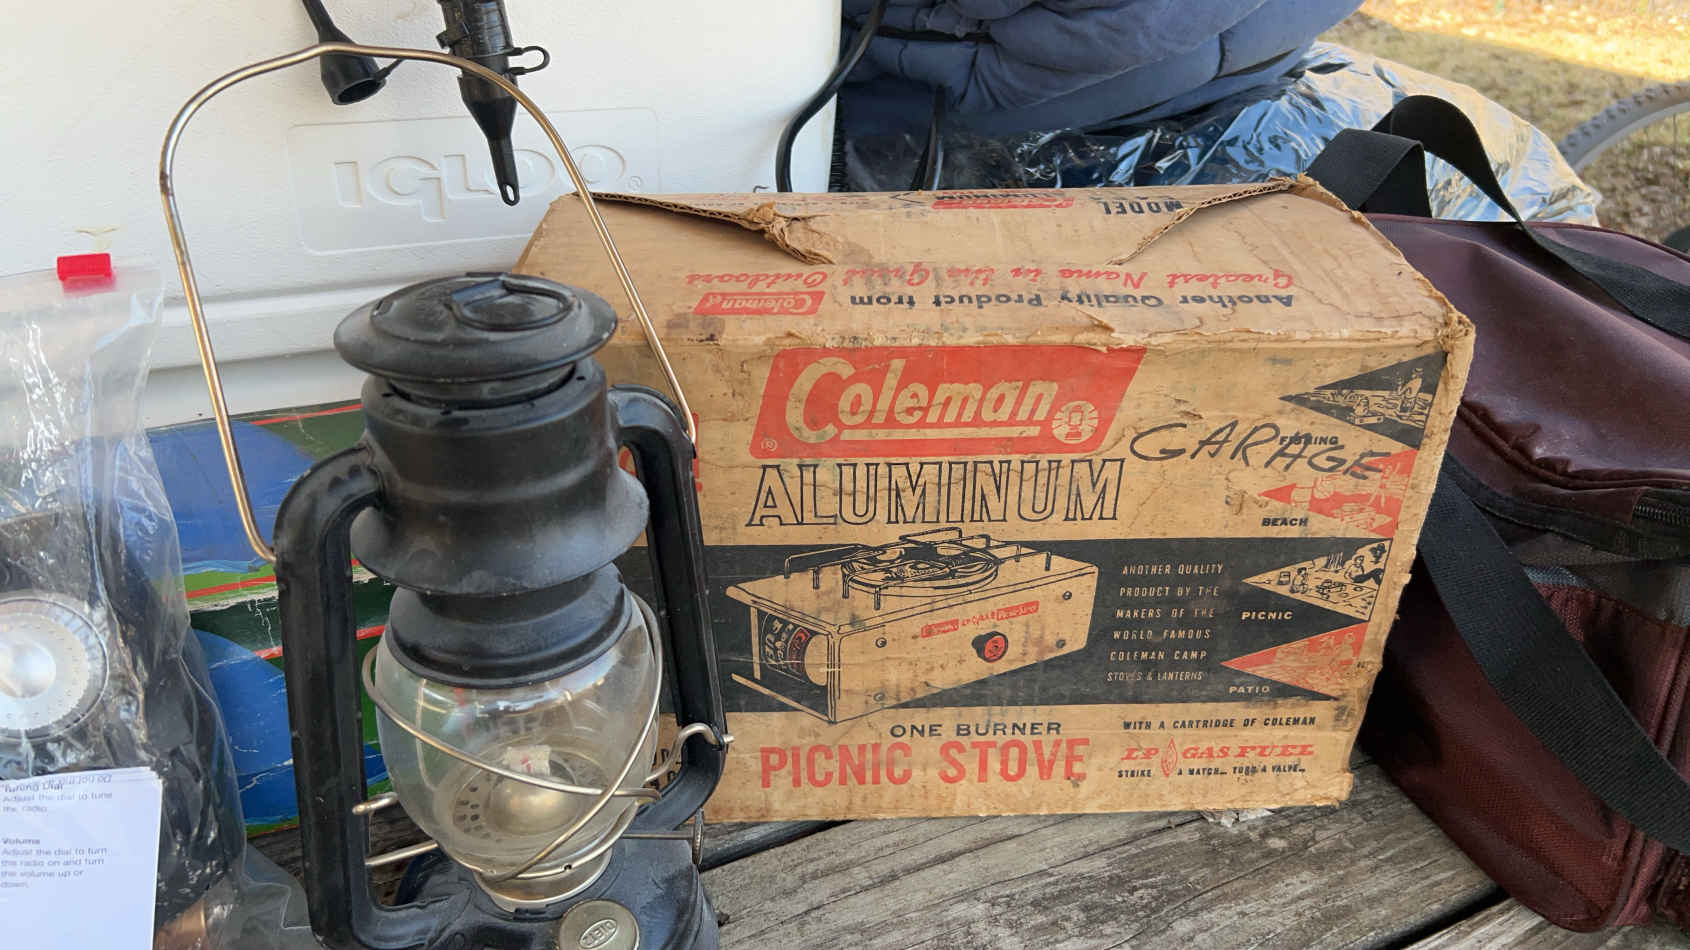 IGLOO
MODEL
Greatest Name in the Great Outdoors
Another Quality Product from
Coleman
Coleman
ALUMINUM
GARAGE
FISHING
BEACH
PICNIC
PATIO
ANOTHER QUALITY
PRODUCT BY THE
MAKERS OF THE
WORLD FAMOUS
COLEMAN CAMP
STOVES & LANTERNS
ONE BURNER
PICNIC STOVE
WITH A CARTRIDGE OF COLEMAN
LP GAS FUEL
STRIKE A MATCH... TURN A VALVE...
Tuning Dial
Adjust the dial to tune
the radio.
Volume
Adjust the dial to turn
this radio on and turn
the volume up or
down.
DIETZ